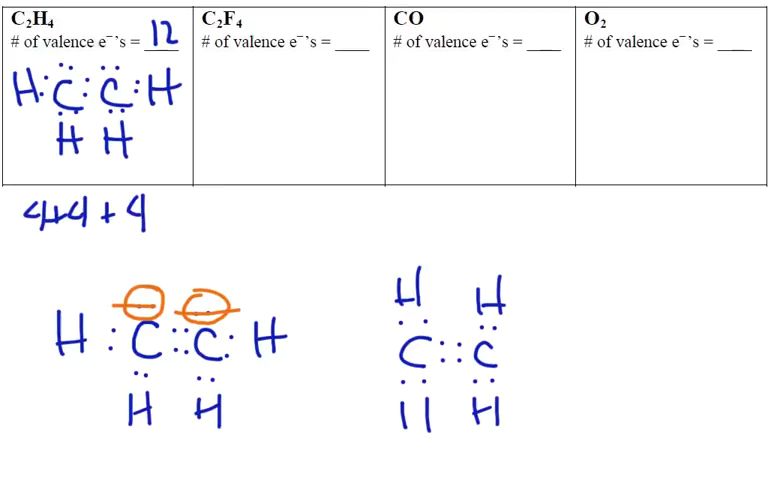 C₂H₄ C₂F₄ CO O₂
# of valence e⁻'s = 12 # of valence e⁻'s = ____ # of valence e⁻'s = ____ # of valence e⁻'s = ____
H : C : C : H
H H
4+4+4
H H
H : C :: C : H C :: C
H H H H